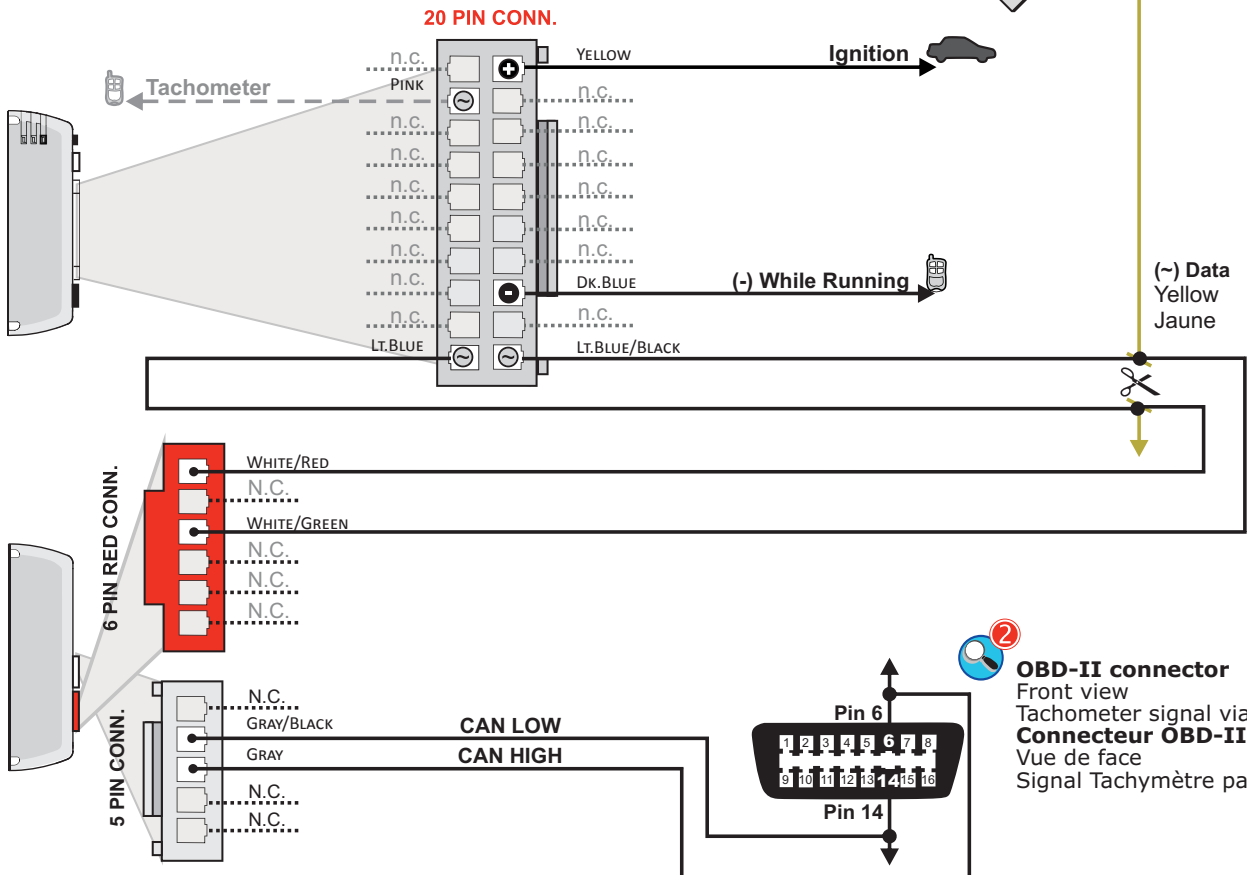 20 PIN CONN.
n.c.
YELLOW
Ignition
Tachometer
PINK
n.c.
n.c.
n.c.
n.c.
n.c.
n.c.
n.c.
n.c.
n.c.
n.c.
n.c.
n.c.
DK.BLUE
(-) While Running
n.c.
n.c.
LT.BLUE
LT.BLUE/BLACK
(~) Data
Yellow
Jaune
6 PIN RED CONN.
WHITE/RED
N.C.
WHITE/GREEN
N.C.
N.C.
N.C.
5 PIN CONN.
N.C.
GRAY/BLACK
CAN LOW
GRAY
CAN HIGH
N.C.
N.C.
Pin 6
1 2 3 4 5 6 7 8
9 10 11 12 13 14 15 16
Pin 14
2
OBD-II connector
Front view
Tachometer signal via
Connecteur OBD-II
Vue de face
Signal Tachymètre pa